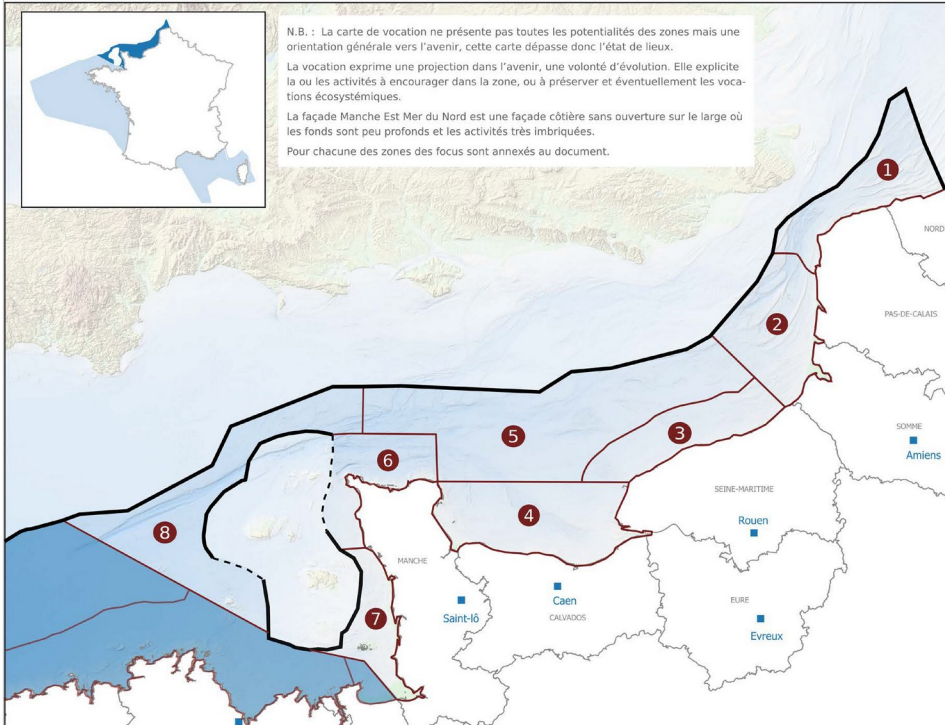 N.B. : La carte de vocation ne présente pas toutes les potentialités des zones mais une
orientation générale vers l'avenir, cette carte dépasse donc l'état de lieux.
La vocation exprime une projection dans l'avenir, une volonté d'évolution. Elle explicite
la ou les activités à encourager dans la zone, ou à préserver et éventuellement les voca-
tions écosystémiques.
La façade Manche Est Mer du Nord est une façade côtière sans ouverture sur le large où
les fonds sont peu profonds et les activités très imbriquées.
Pour chacune des zones des focus sont annexés au document.
1
NORD
PAS-DE-CALAIS
2
SOMME
Amiens
3
5
6
SEINE-MARITIME
4
Rouen
8
MANCHE
EURE
Caen
CALVADOS
Saint-lô
7
Evreux